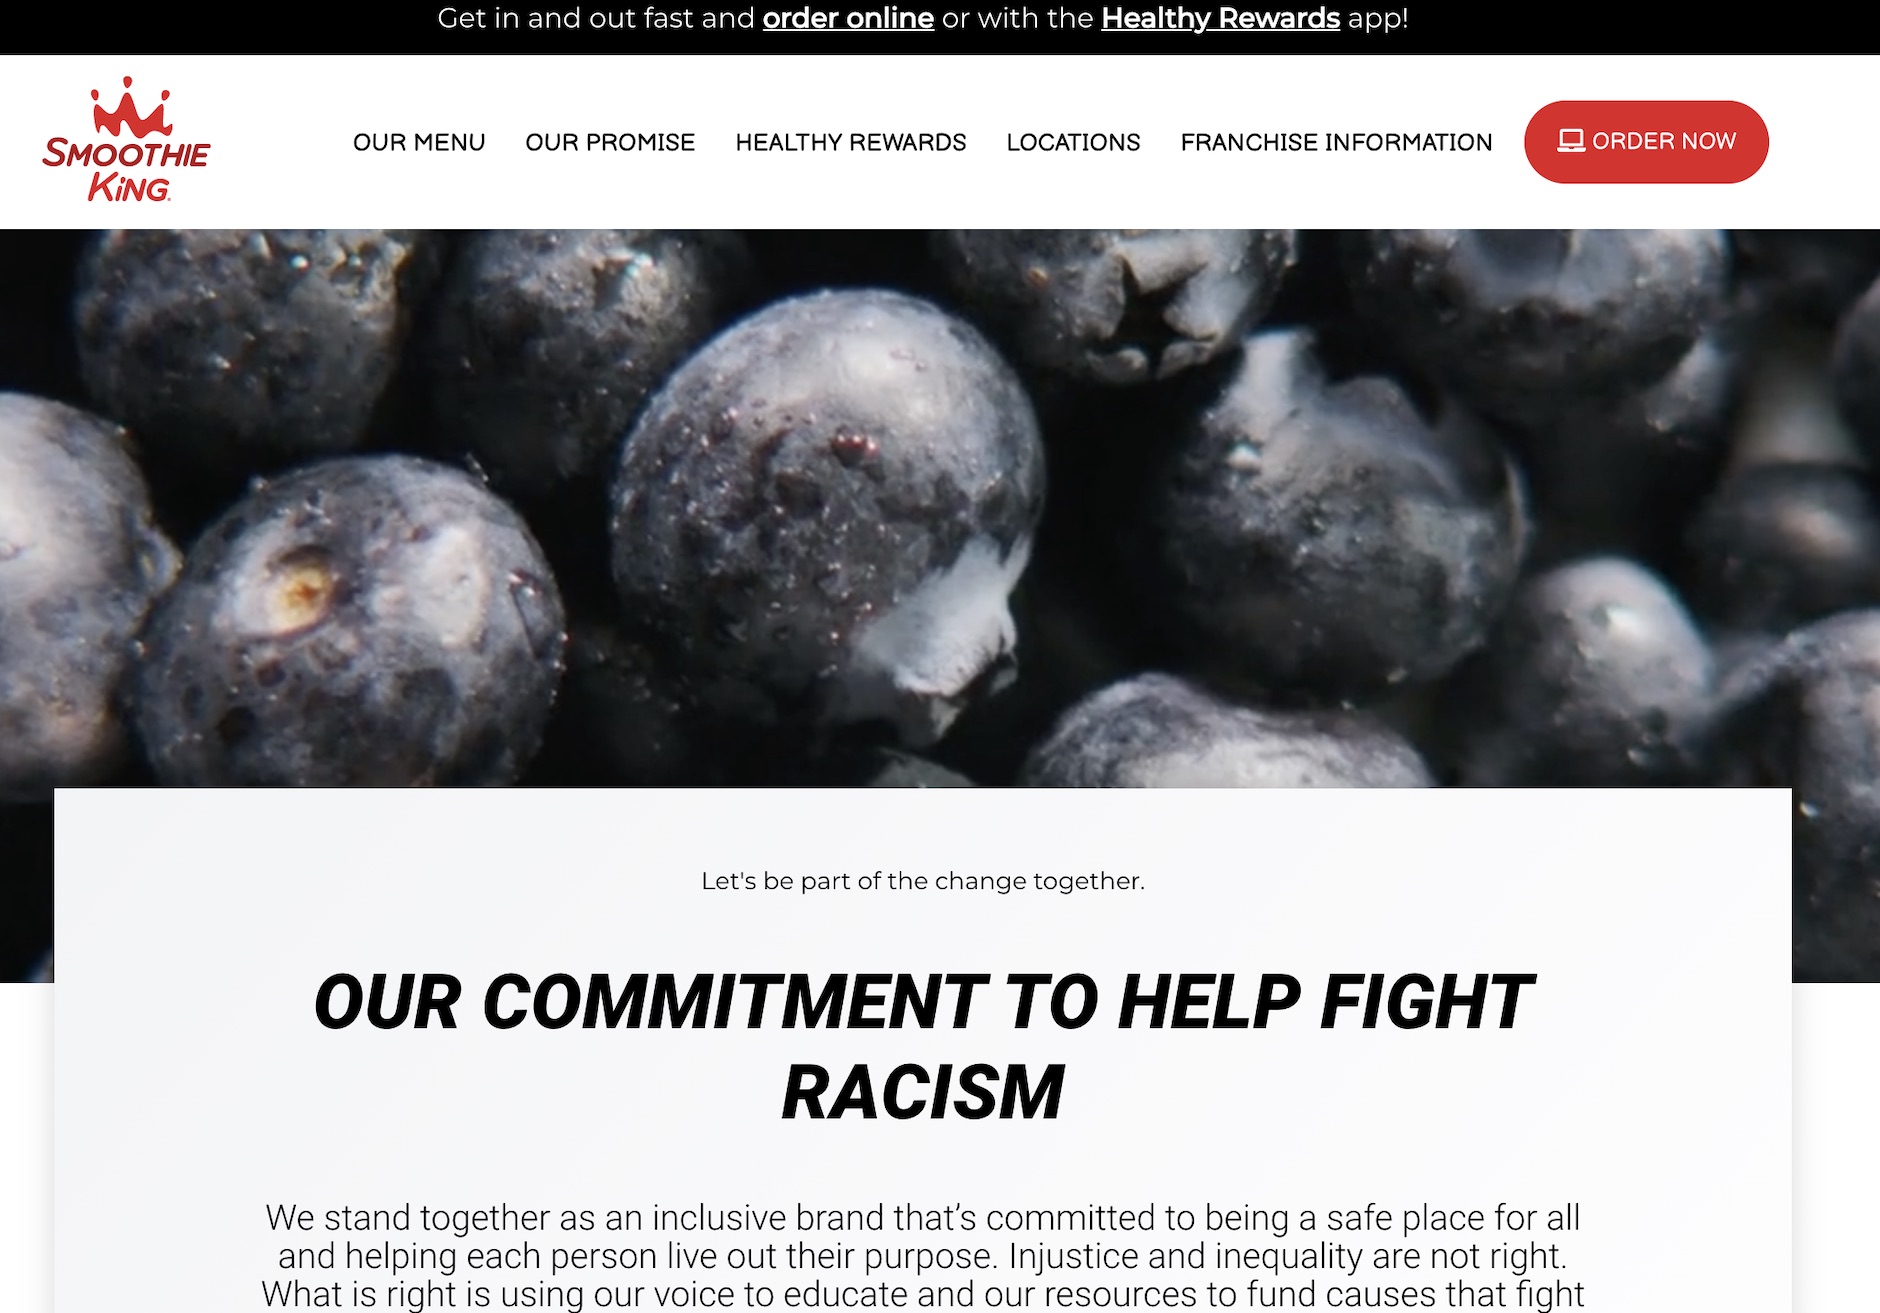 Get in and out fast and order online or with the Healthy Rewards app!
SMOOTHIE
KiNG
OUR MENU OUR PROMISE HEALTHY REWARDS LOCATIONS FRANCHISE INFORMATION ORDER NOW
Let's be part of the change together.
OUR COMMITMENT TO HELP FIGHT
RACISM
We stand together as an inclusive brand that’s committed to being a safe place for all
and helping each person live out their purpose. Injustice and inequality are not right.
What is right is using our voice to educate and our resources to fund causes that fight